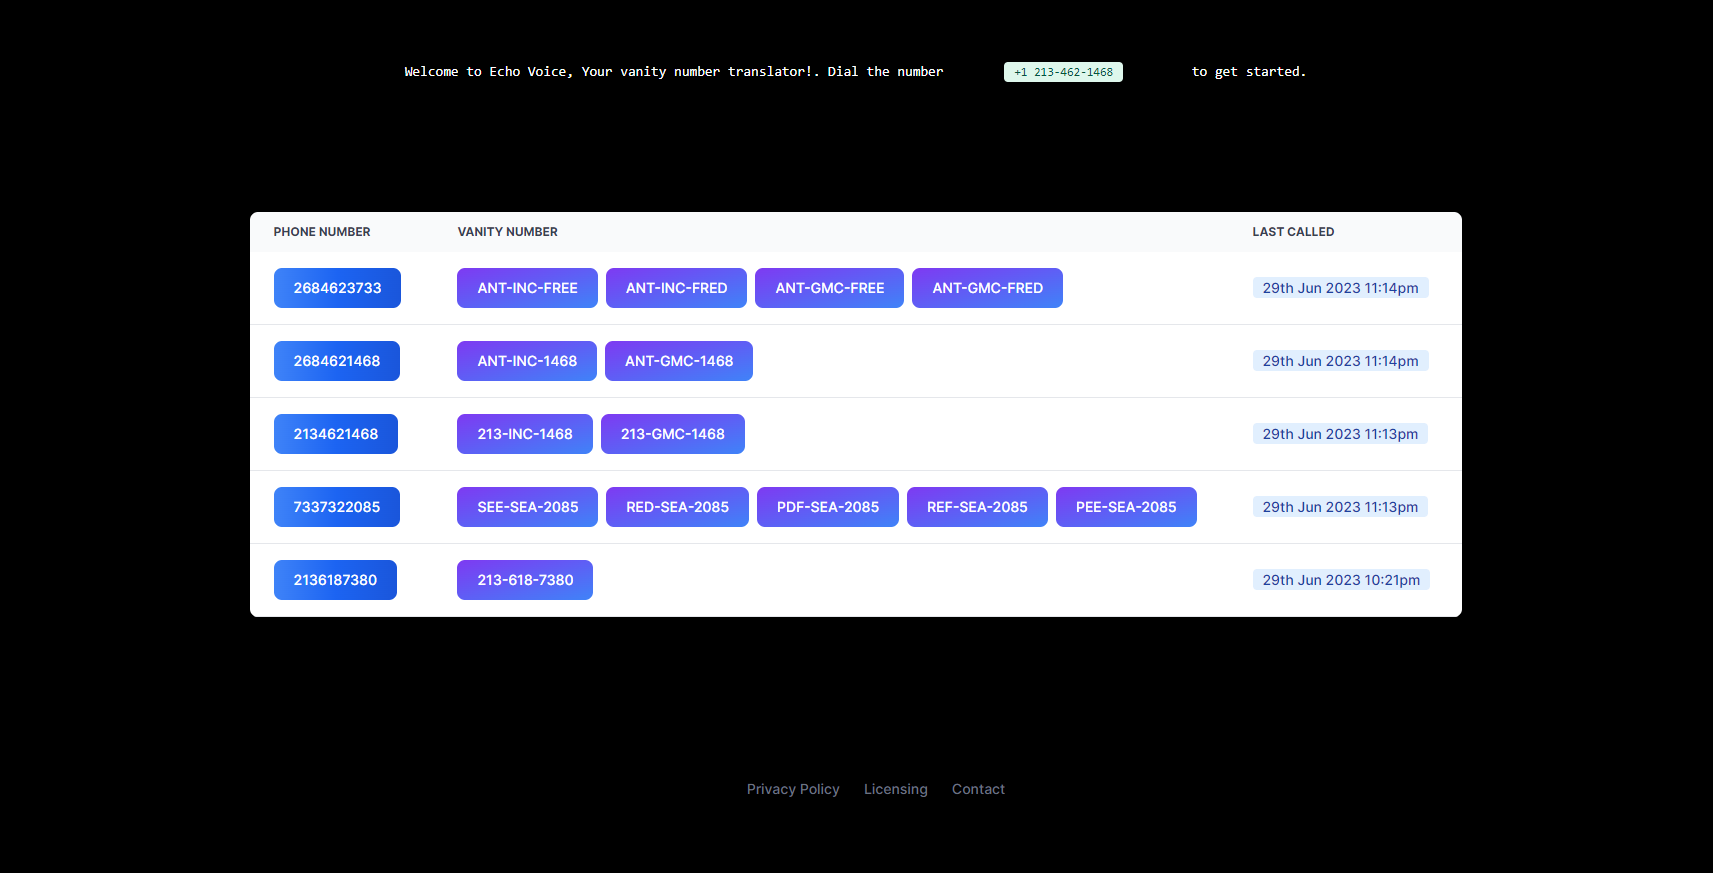 Welcome to Echo Voice, Your vanity number translator!. Dial the number +1 213-462-1468 to get started.
PHONE NUMBER VANITY NUMBER LAST CALLED
2684623733 ANT-INC-FREE ANT-INC-FRED ANT-GMC-FREE ANT-GMC-FRED 29th Jun 2023 11:14pm
2684621468 ANT-INC-1468 ANT-GMC-1468 29th Jun 2023 11:14pm
2134621468 213-INC-1468 213-GMC-1468 29th Jun 2023 11:13pm
7337322085 SEE-SEA-2085 RED-SEA-2085 PDF-SEA-2085 REF-SEA-2085 PEE-SEA-2085 29th Jun 2023 11:13pm
2136187380 213-618-7380 29th Jun 2023 10:21pm
Privacy Policy Licensing Contact